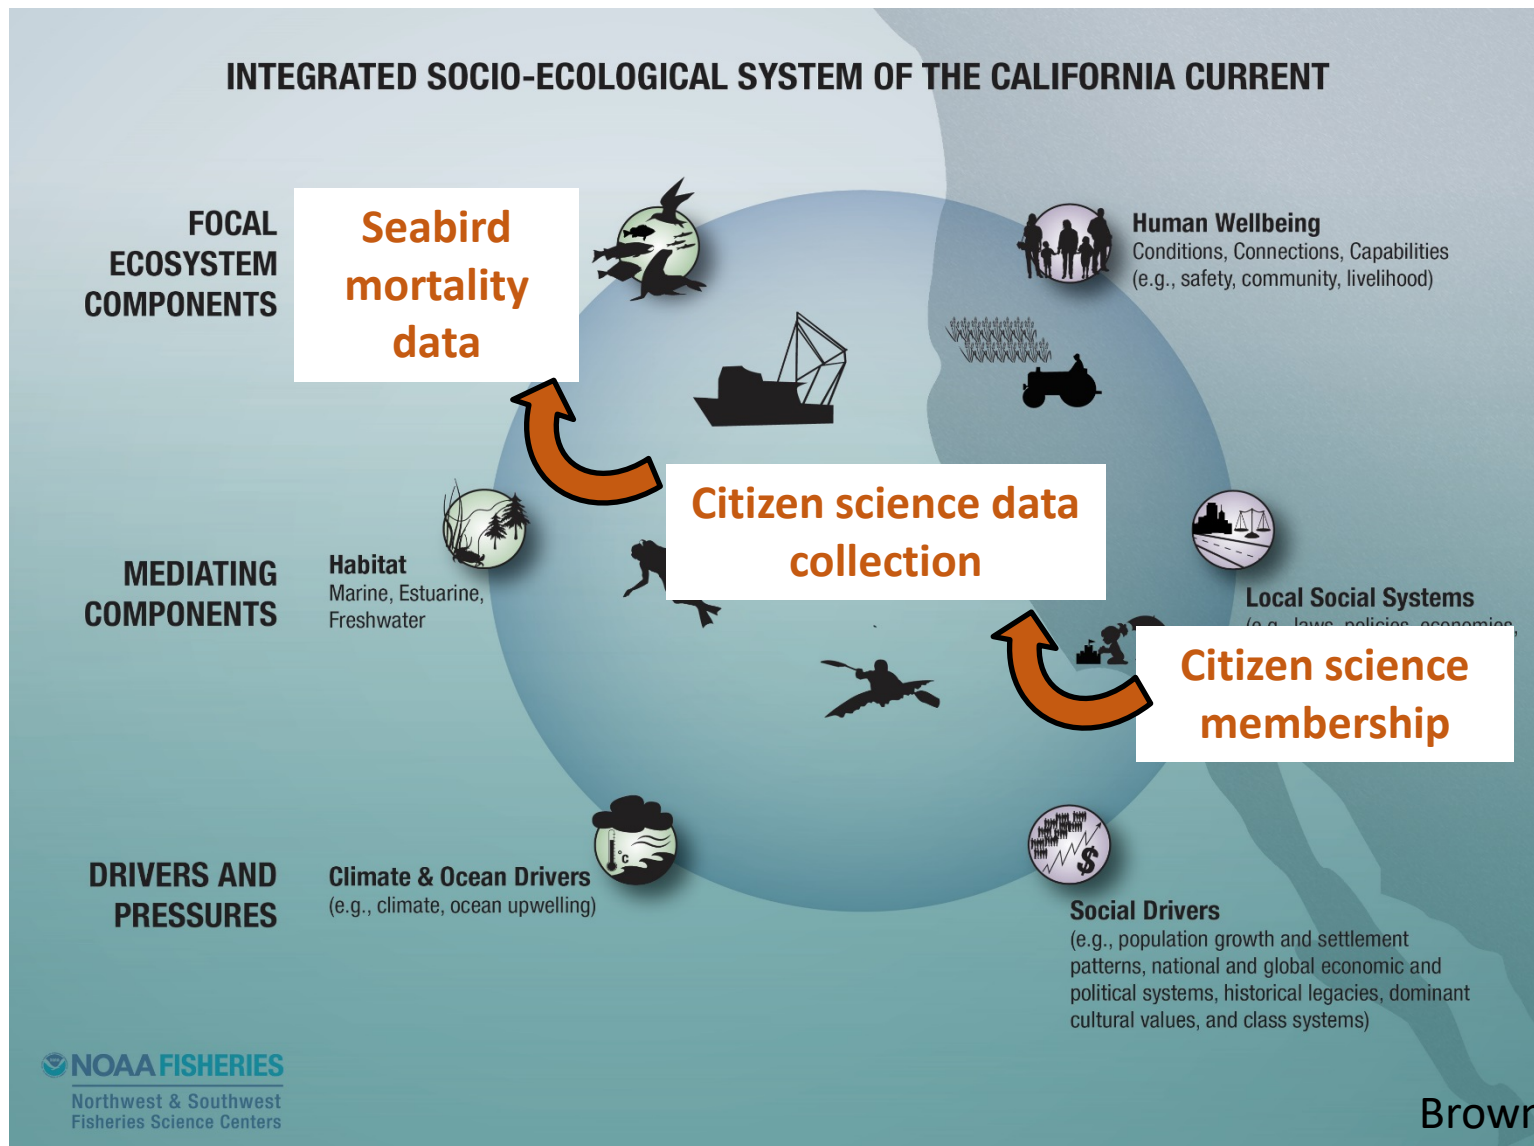 INTEGRATED SOCIO-ECOLOGICAL SYSTEM OF THE CALIFORNIA CURRENT
FOCAL
ECOSYSTEM
COMPONENTS
Seabird
mortality
data
Human Wellbeing
Conditions, Connections, Capabilities
(e.g., safety, community, livelihood)
Citizen science data
collection
MEDIATING
COMPONENTS
Habitat
Marine, Estuarine,
Freshwater
Local Social Systems
(e.g., laws, policies, economies,
Citizen science
membership
DRIVERS AND
PRESSURES
Climate & Ocean Drivers
(e.g., climate, ocean upwelling)
°C
$
Social Drivers
(e.g., population growth and settlement
patterns, national and global economic and
political systems, historical legacies, dominant
cultural values, and class systems)
NOAA FISHERIES
Northwest & Southwest
Fisheries Science Centers
Brown